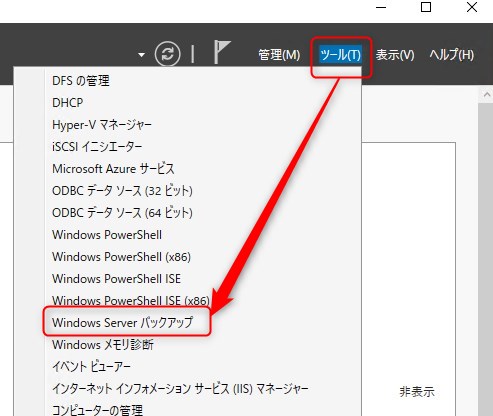 管理(M) ツール(T) 表示(V) ヘルプ(H)
DFS の管理
DHCP
Hyper-V マネージャー
iSCSI イニシエーター
Microsoft Azure サービス
ODBC データ ソース (32 ビット)
ODBC データ ソース (64 ビット)
Windows PowerShell
Windows PowerShell (x86)
Windows PowerShell ISE
Windows PowerShell ISE (x86)
Windows Server バックアップ
Windows メモリ診断
イベント ビューアー
インターネット インフォメーション サービス (IIS) マネージャー
非表示
コンピューターの管理